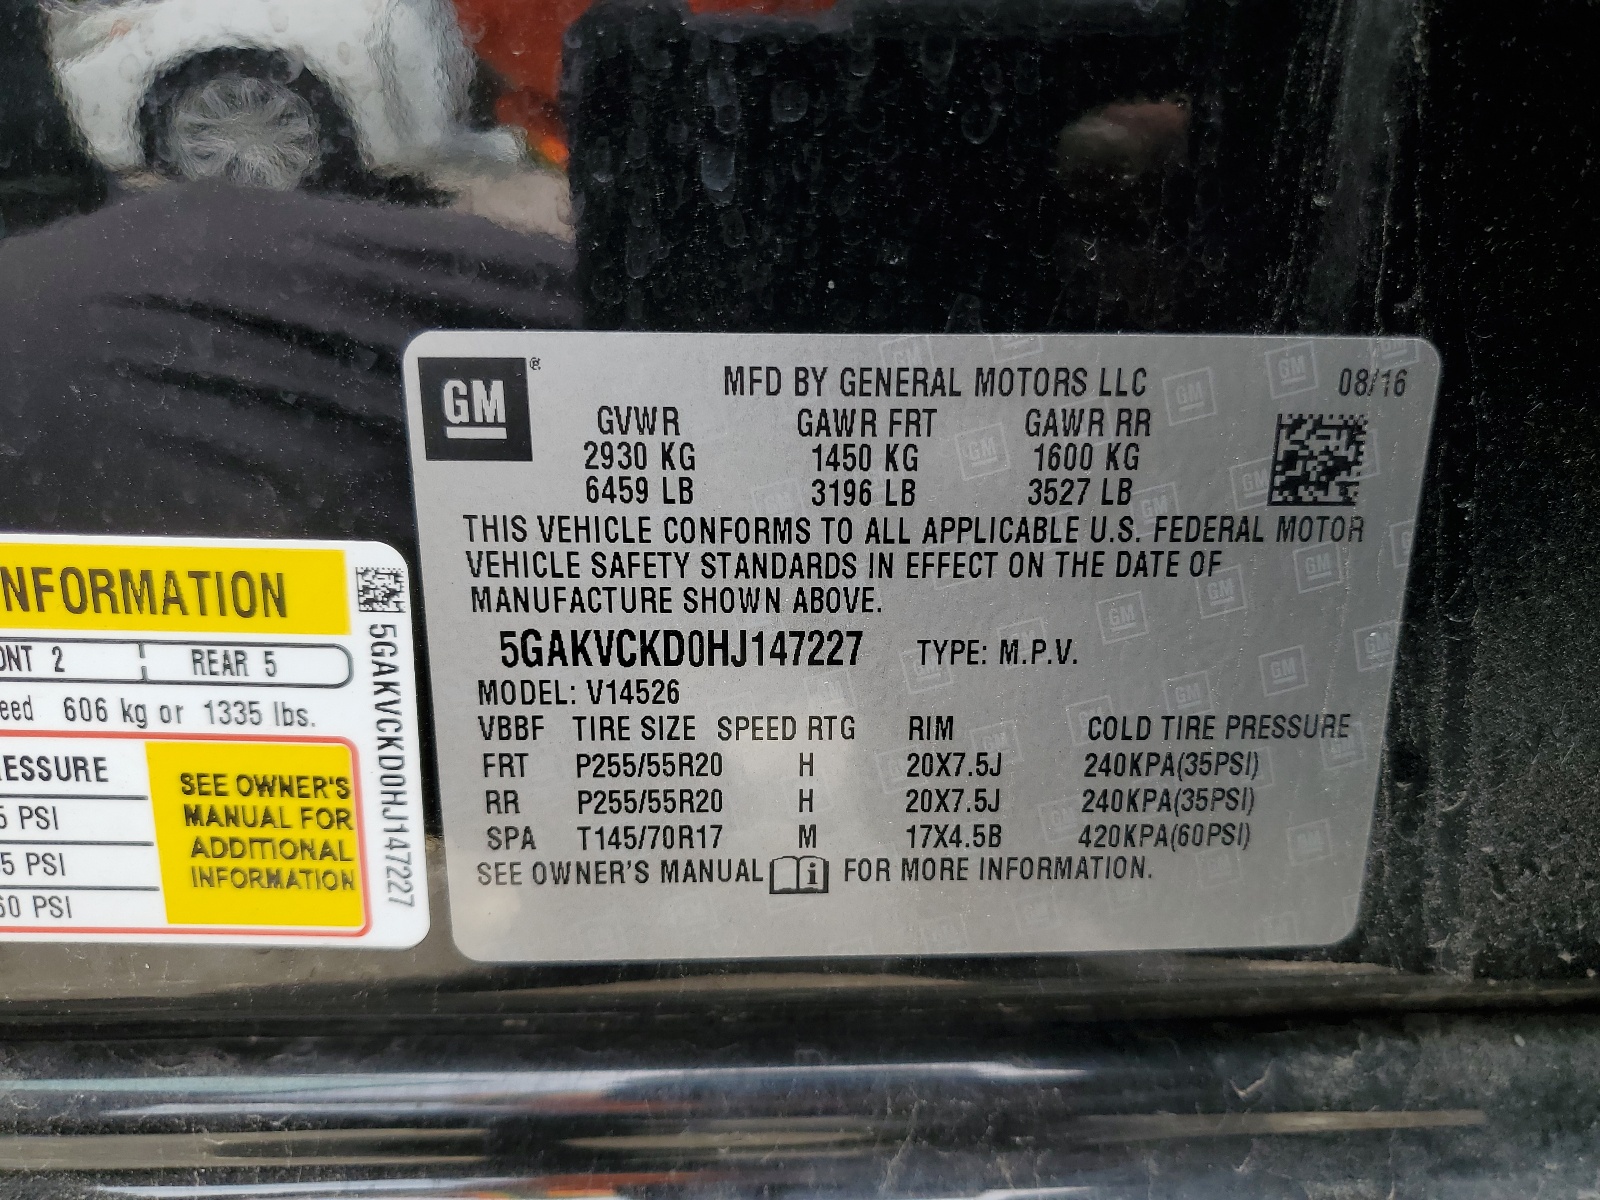 GM®
MFD BY GENERAL MOTORS LLC 08/16
GVWR GAWR FRT GAWR RR
2930 KG 1450 KG 1600 KG
6459 LB 3196 LB 3527 LB
THIS VEHICLE CONFORMS TO ALL APPLICABLE U.S. FEDERAL MOTOR
VEHICLE SAFETY STANDARDS IN EFFECT ON THE DATE OF
MANUFACTURE SHOWN ABOVE.
5GAKVCKD0HJ147227 TYPE: M.P.V.
MODEL: V14526
VBBF TIRE SIZE SPEED RTG RIM COLD TIRE PRESSURE
FRT P255/55R20 H 20X7.5J 240KPA(35PSI)
RR P255/55R20 H 20X7.5J 240KPA(35PSI)
SPA T145/70R17 M 17X4.5B 420KPA(60PSI)
SEE OWNER'S MANUAL i FOR MORE INFORMATION.
NFORMATION
ONT 2 REAR 5
eed 606 kg or 1335 lbs.
ESSURE
5 PSI
5 PSI
60 PSI
SEE OWNER'S
MANUAL FOR
ADDITIONAL
INFORMATION
5GAKVCKD0HJ147227